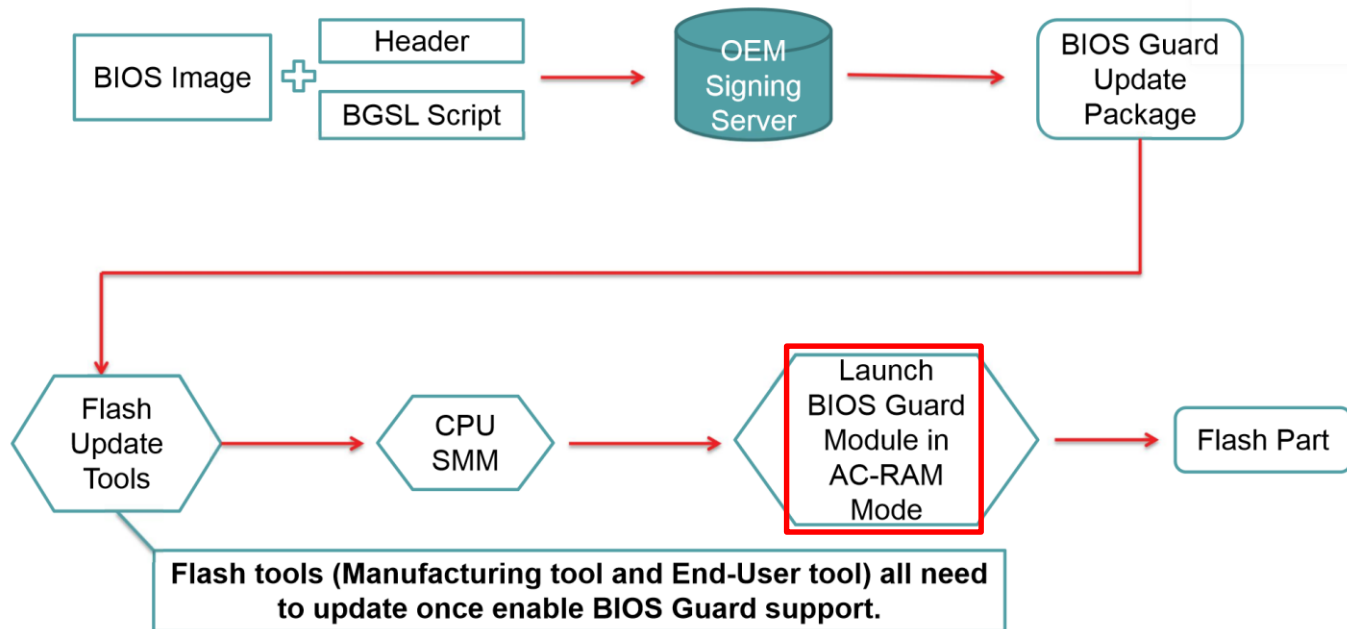 BIOS Image
Header
BGSL Script
OEM
Signing
Server
BIOS Guard
Update
Package
Flash
Update
Tools
CPU
SMM
Launch
BIOS Guard
Module in
AC-RAM
Mode
Flash Part
Flash tools (Manufacturing tool and End-User tool) all need
to update once enable BIOS Guard support.